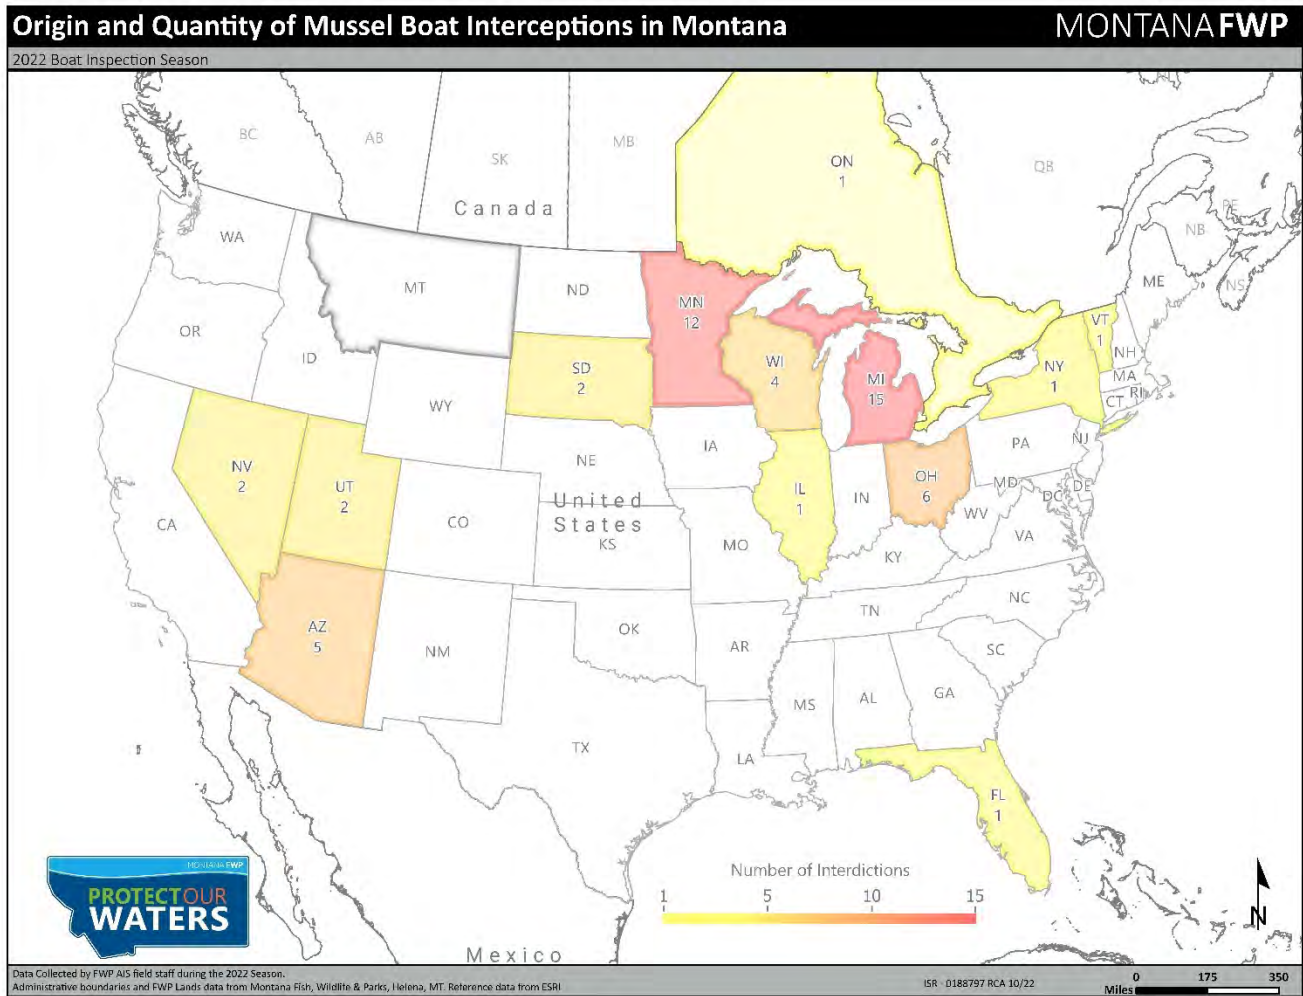 Origin and Quantity of Mussel Boat Interceptions in Montana
MONTANA FWP
2022 Boat Inspection Season
BC
AB
SK
MB
ON
1
QB
PE
NB
NS
Canada
WA
MT
ND
MN
12
ME
OR
ID
SD
2
WI
4
MI
15
VT
1
NH
NY
1
MA
RI
CT
WY
IA
PA
NJ
NE
NV
2
UT
2
IL
1
IN
OH
6
MD
DE
DC
WV
United
States
CA
CO
KS
MO
KY
VA
AZ
5
NM
OK
TN
NC
AR
SC
MS
AL
GA
TX
LA
FL
1
Number of Interdictions
1
5
10
15
MONTANA FWP
PROTECT OUR
WATERS
N
Mexico
Data Collected by FWP AIS field staff during the 2022 Season.
Administrative boundaries and FWP Lands data from Montana Fish, Wildlife & Parks, Helena, MT. Reference data from ESRI
ISR - 0188797 RCA 10/22
0
175
350
Miles